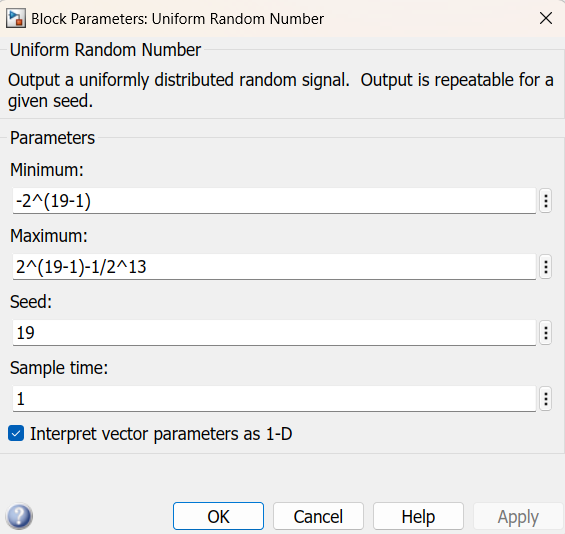 Block Parameters: Uniform Random Number
Uniform Random Number
Output a uniformly distributed random signal.  Output is repeatable for a
given seed.
Parameters
Minimum:
-2^(19-1)
Maximum:
2^(19-1)-1/2^13
Seed:
19
Sample time:
1
Interpret vector parameters as 1-D
? OK Cancel Help Apply